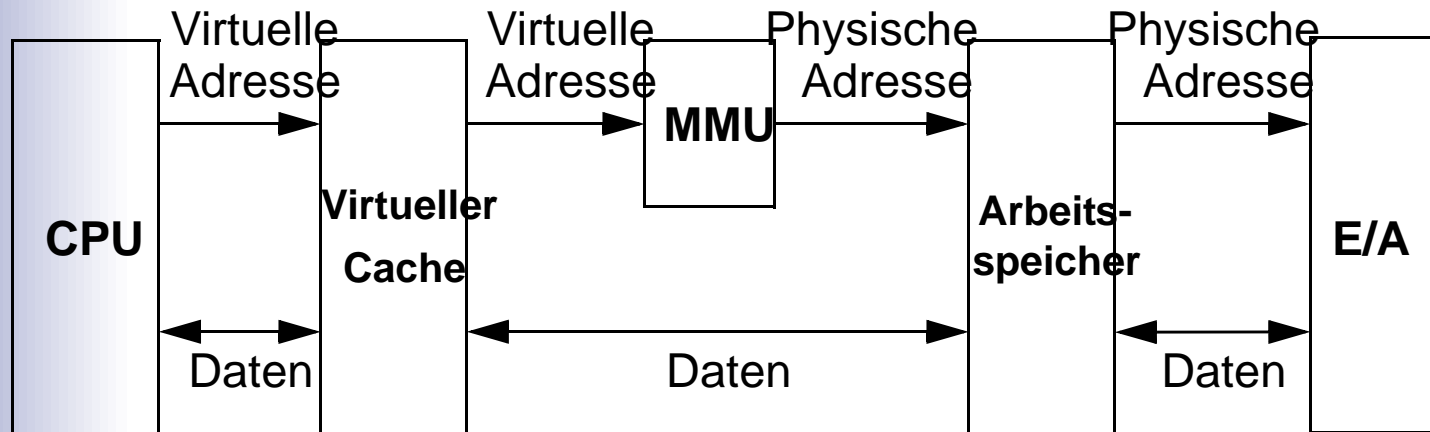 Virtuelle Adresse
Virtuelle Adresse
Physische Adresse
Physische Adresse
CPU
Virtueller
Cache
MMU
Arbeits-
speicher
E/A
Daten
Daten
Daten